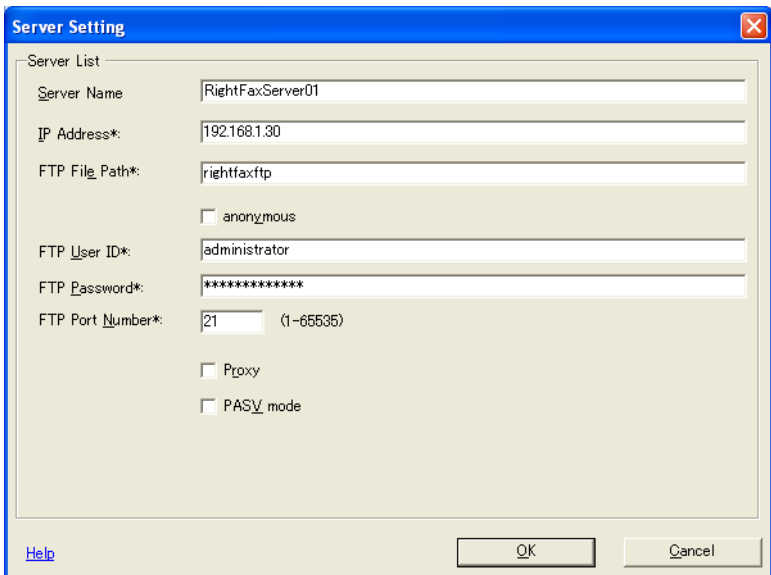 Server Setting
Server List
Server Name RightFaxServer01
IP Address*: 192.168.1.30
FTP File Path*: rightfaxftp
anonymous
FTP User ID*: administrator
FTP Password*: *************
FTP Port Number*: 21 (1-65535)
Proxy
PASV mode
Help OK Cancel